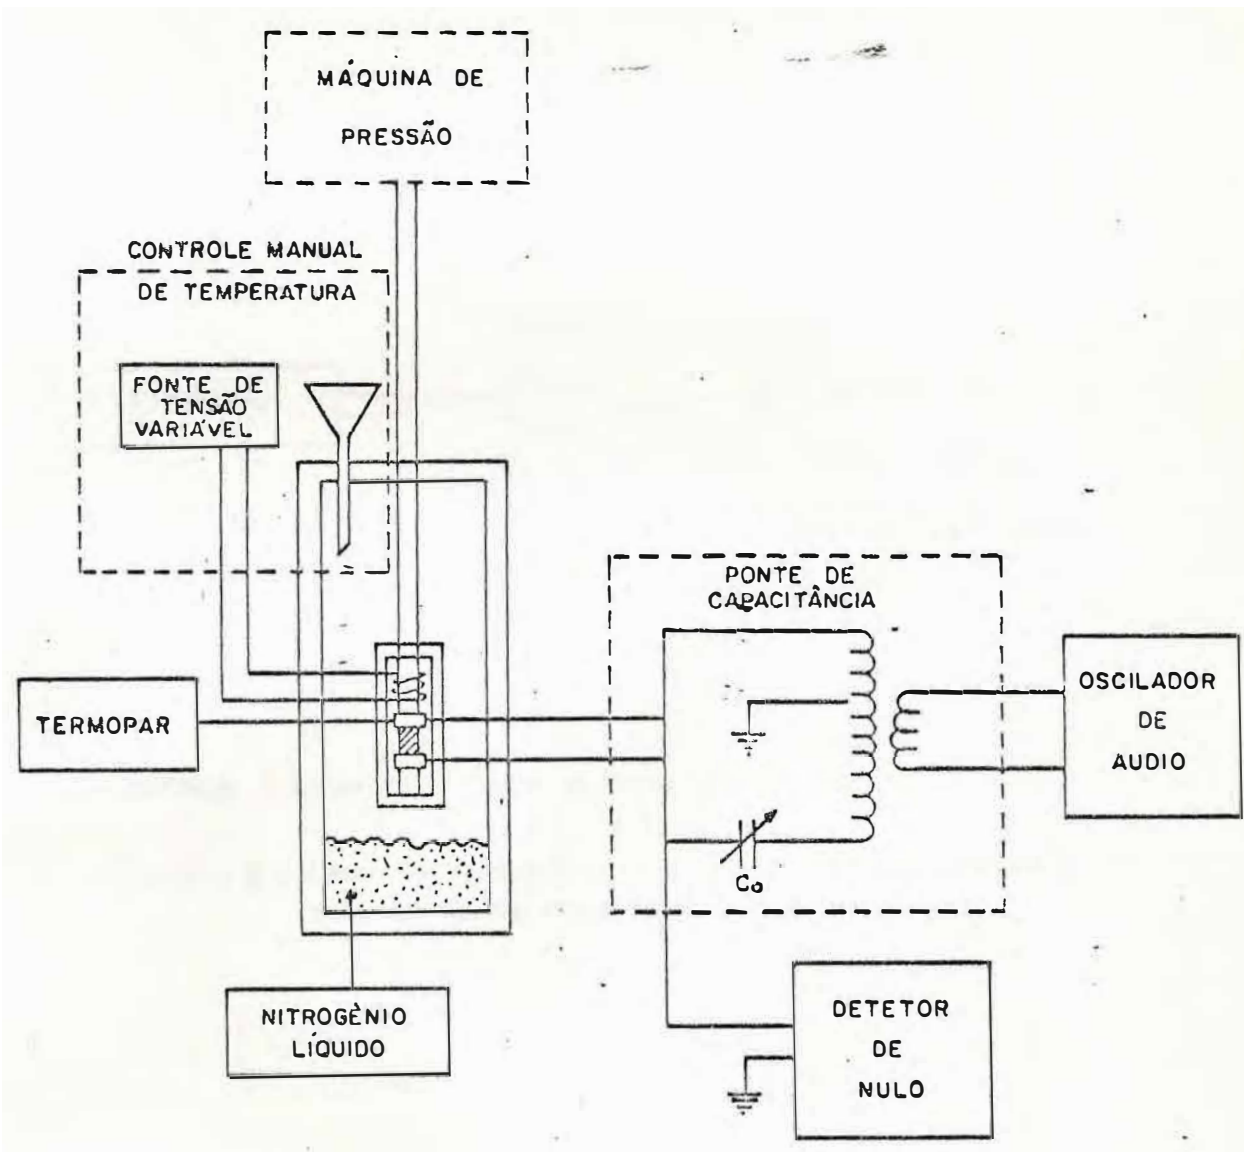 MÁQUINA DE
PRESSÃO
CONTROLE MANUAL
DE TEMPERATURA
FONTE DE
TENSÃO
VARIÁVEL
PONTE DE
CAPACITÂNCIA
TERMOPAR
OSCILADOR
DE
AUDIO
Co
NITROGÊNIO
LÍQUIDO
DETETOR
DE
NULO